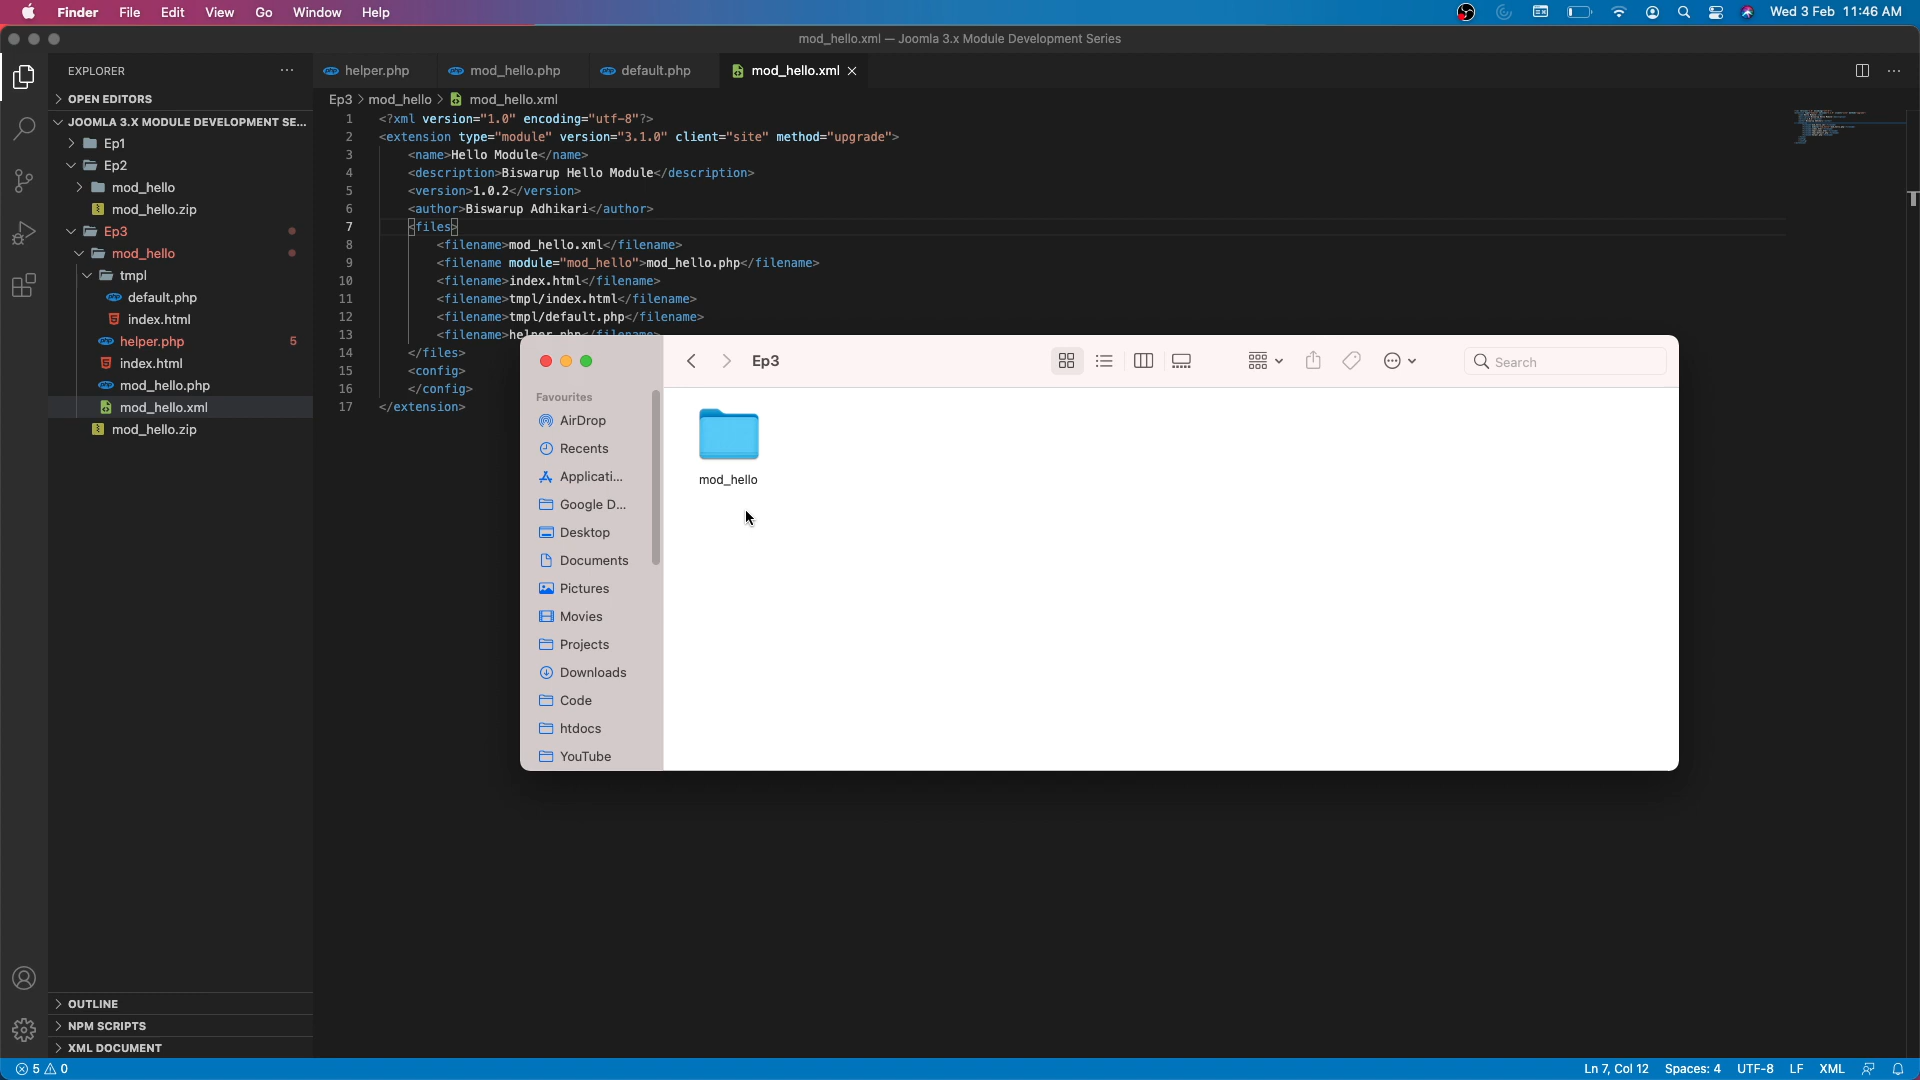 Finder File Edit View Go Window Help
Wed 3 Feb 11:46 AM
mod_hello.xml — Joomla 3.x Module Development Series
EXPLORER
OPEN EDITORS
JOOMLA 3.X MODULE DEVELOPMENT SE...
Ep1
Ep2
mod_hello
mod_hello.zip
Ep3
mod_hello
tmpl
default.php
index.html
helper.php 5
index.html
mod_hello.php
mod_hello.xml
mod_hello.zip
OUTLINE
NPM SCRIPTS
XML DOCUMENT
helper.php mod_hello.php default.php mod_hello.xml
Ep3 > mod_hello > mod_hello.xml
1 <?xml version="1.0" encoding="utf-8"?>
2 <extension type="module" version="3.1.0" client="site" method="upgrade">
3 <name>Hello Module</name>
4 <description>Biswarup Hello Module</description>
5 <version>1.0.2</version>
6 <author>Biswarup Adhikari</author>
7 <files>
8 <filename>mod_hello.xml</filename>
9 <filename module="mod_hello">mod_hello.php</filename>
10 <filename>index.html</filename>
11 <filename>tmpl/index.html</filename>
12 <filename>tmpl/default.php</filename>
13 <filename>helper.php</filename>
14 </files>
15 <config>
16 </config>
17 </extension>
Ep3
Search
Favourites
AirDrop
Recents
Applicati...
Google D...
Desktop
Documents
Pictures
Movies
Projects
Downloads
Code
htdocs
YouTube
mod_hello
5 0
Ln 7, Col 12 Spaces: 4 UTF-8 LF XML